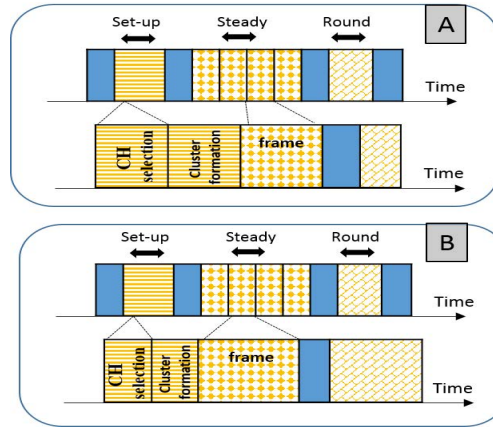 A
Set-up Steady Round
Time
CH
selection
Cluster
formation
frame
Time
B
Set-up Steady Round
Time
CH
selection
Cluster
formation
frame
Time